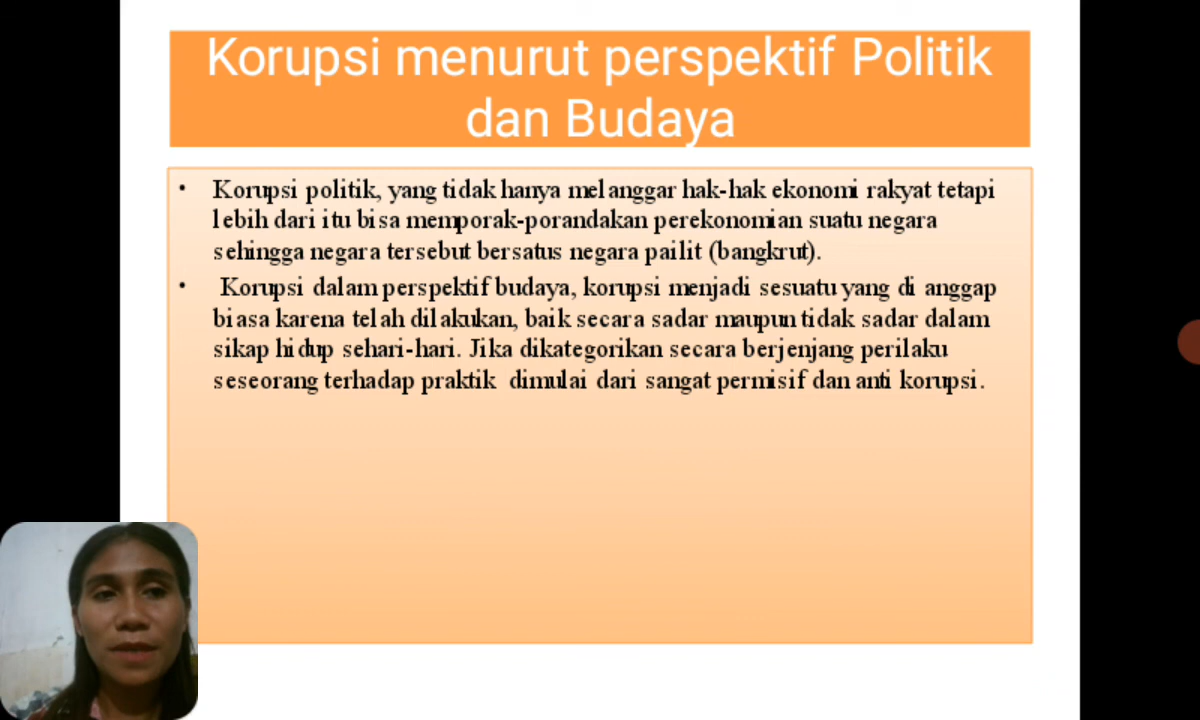 Korupsi menurut perspektif Politik
dan Budaya
• Korupsi politik, yang tidak hanya melanggar hak-hak ekonomi rakyat tetapi
lebih dari itu bisa memporak-porandakan perekonomian suatu negara
sehingga negara tersebut bersatus negara pailit (bangkrut).
• Korupsi dalam perspektif budaya, korupsi menjadi sesuatu yang di anggap
biasa karena telah dilakukan, baik secara sadar maupun tidak sadar dalam
sikap hidup sehari-hari. Jika dikategorikan secara berjenjang perilaku
seseorang terhadap praktik dimulai dari sangat permisif dan anti korupsi.